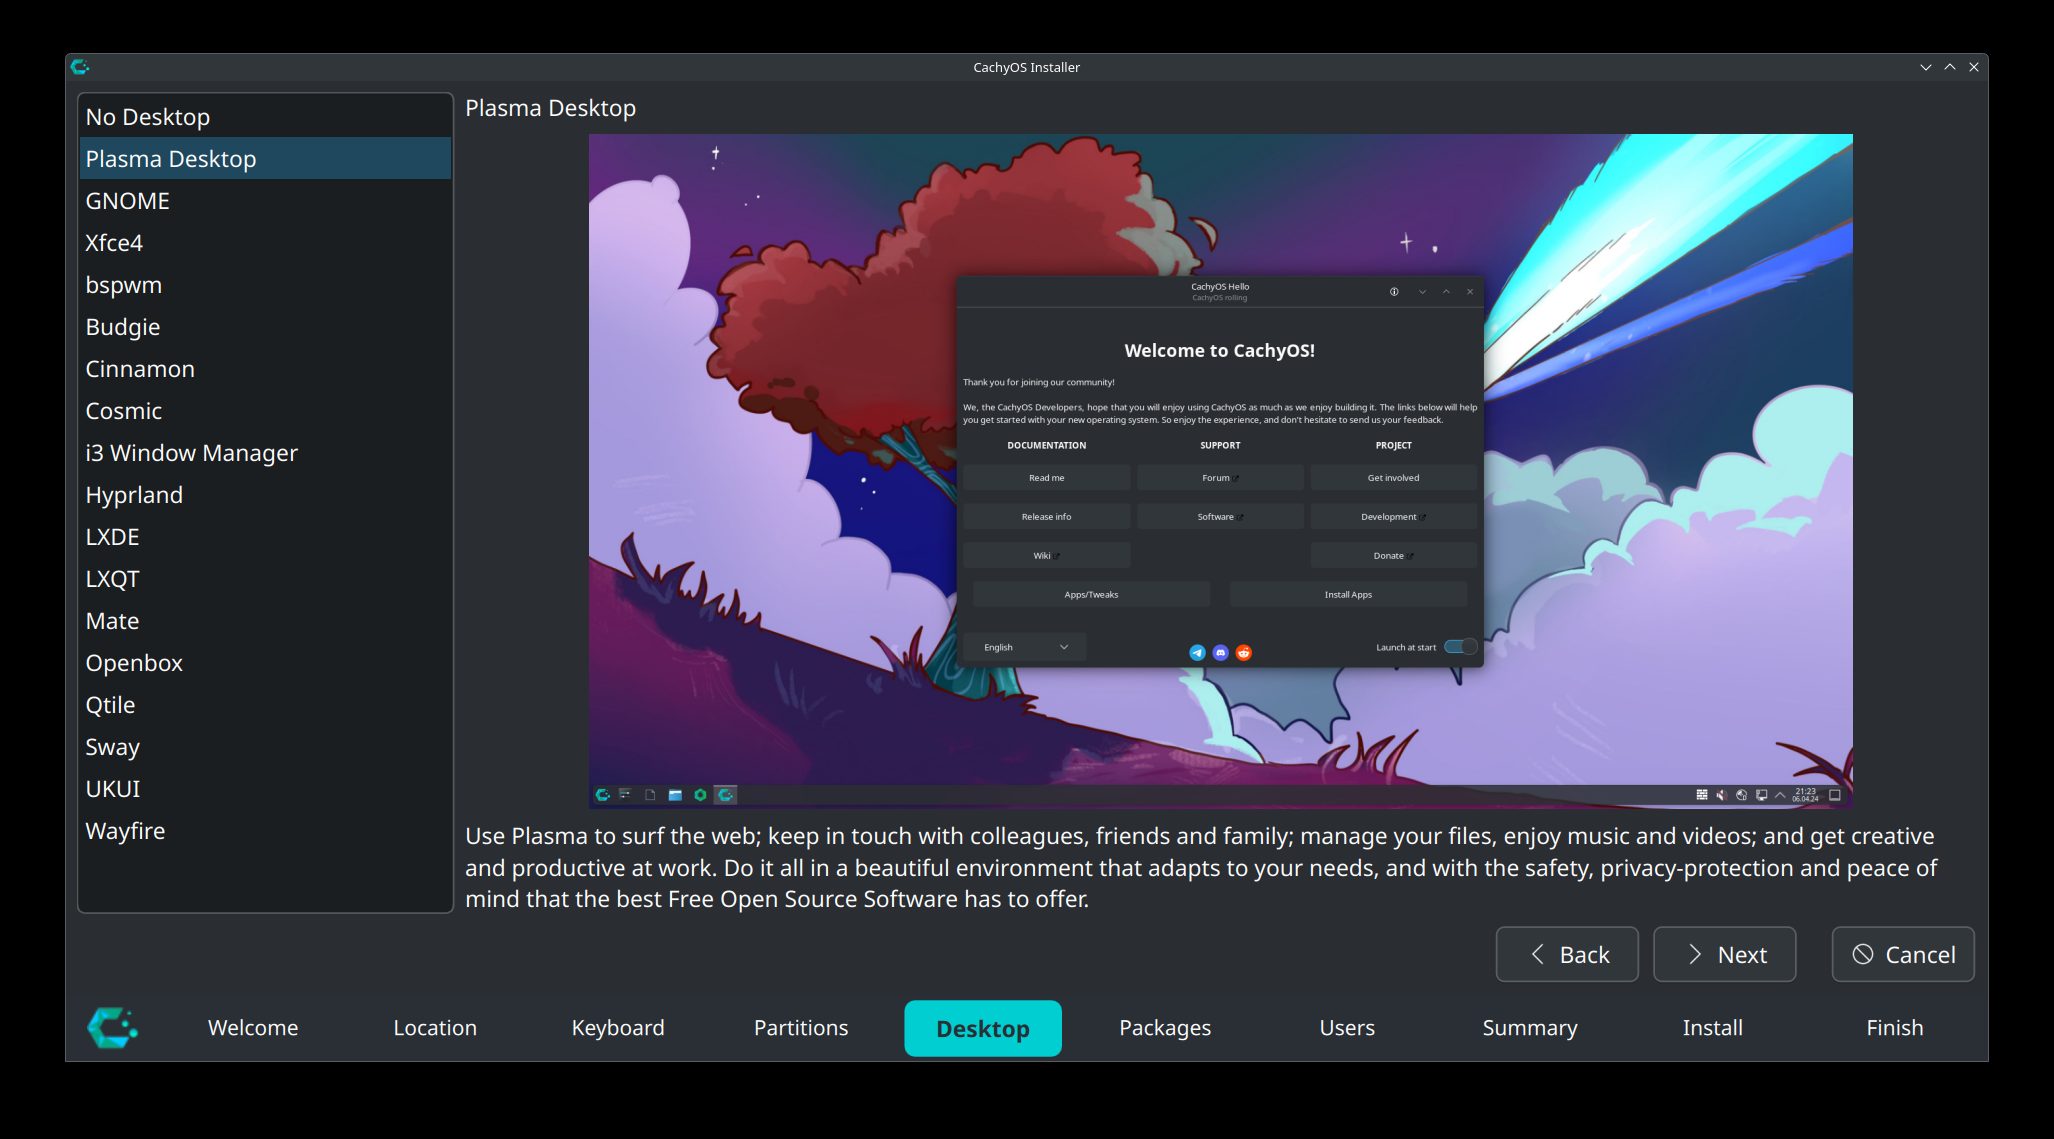 CachyOS Installer
No Desktop
Plasma Desktop
GNOME
Xfce4
bspwm
Budgie
Cinnamon
Cosmic
i3 Window Manager
Hyprland
LXDE
LXQT
Mate
Openbox
Qtile
Sway
UKUI
Wayfire
Plasma Desktop
CachyOS Hello
CachyOS rolling
Welcome to CachyOS!
Thank you for joining our community!
We, the CachyOS Developers, hope that you will enjoy using CachyOS as much as we enjoy building it. The links below will help
you get started with your new operating system. So enjoy the experience, and don't hesitate to send us your feedback.
DOCUMENTATION SUPPORT PROJECT
Read me Forum Get involved
Release info Software Development
Wiki Donate
Apps/Tweaks Install Apps
English Launch at start
21:23
06.04.24
Use Plasma to surf the web; keep in touch with colleagues, friends and family; manage your files, enjoy music and videos; and get creative
and productive at work. Do it all in a beautiful environment that adapts to your needs, and with the safety, privacy-protection and peace of
mind that the best Free Open Source Software has to offer.
Back Next Cancel
Welcome Location Keyboard Partitions Desktop Packages Users Summary Install Finish